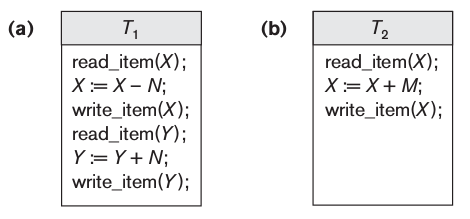 (a)
T₁
read_item(X);
X := X – N;
write_item(X);
read_item(Y);
Y := Y + N;
write_item(Y);
(b)
T₂
read_item(X);
X := X + M;
write_item(X);